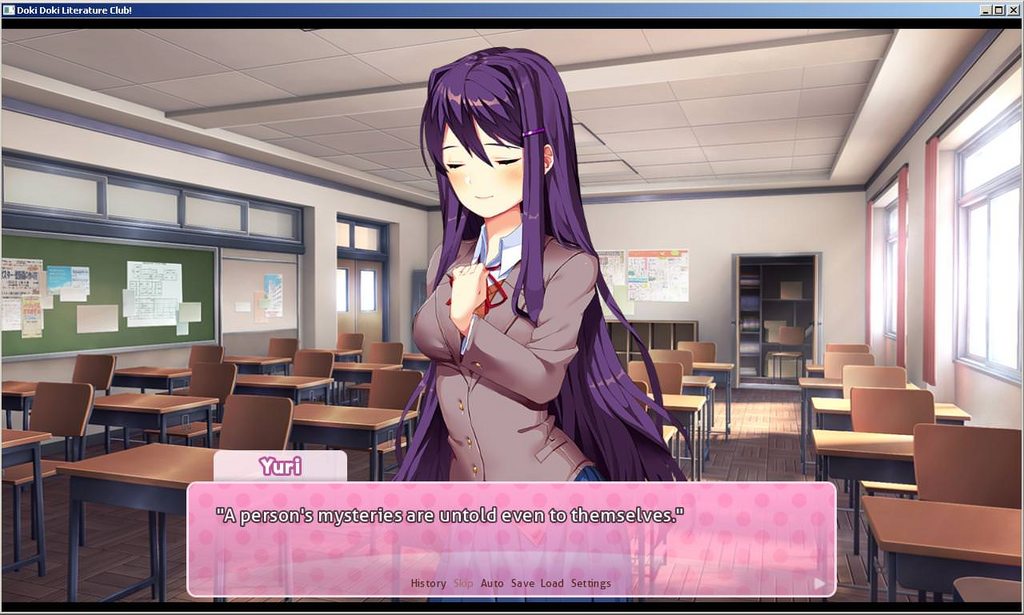 Doki Doki Literature Club!
Yuri
"A person's mysteries are untold even to themselves."
History Skip Auto Save Load Settings